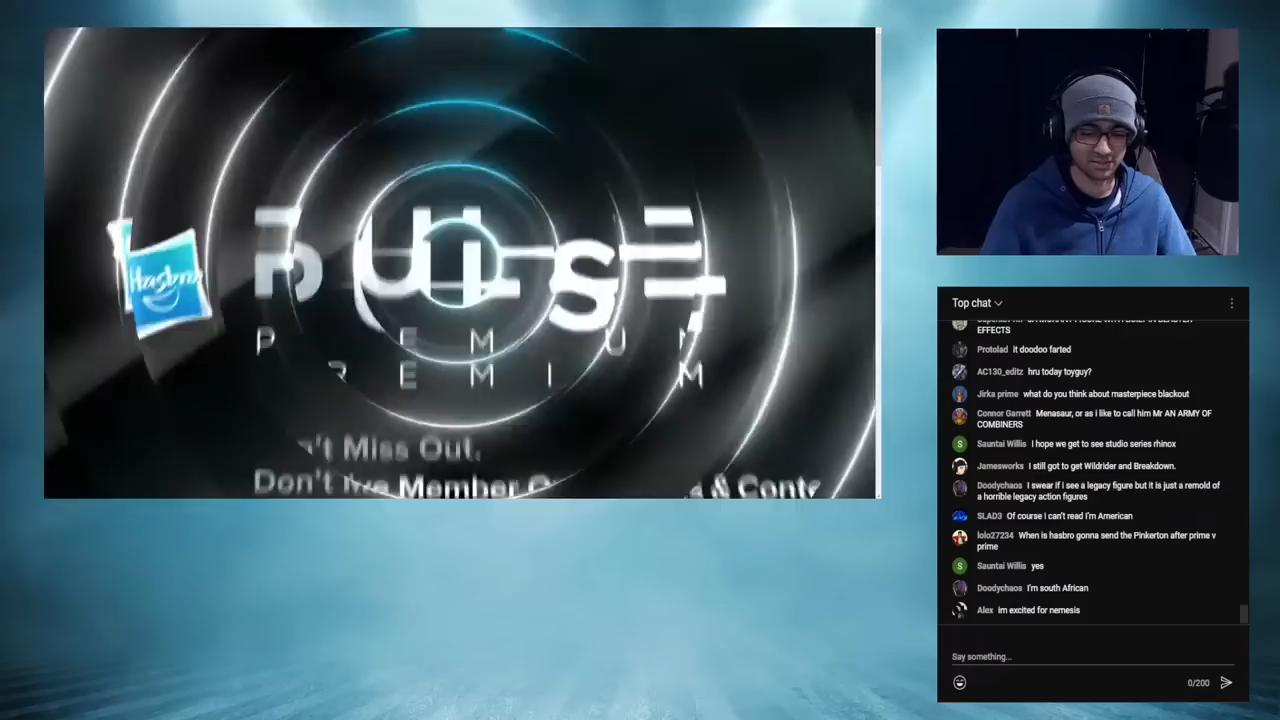 Hasbro
PULSE
PREMIUM
PREMIUM
't Miss Out.
Don't
Member
Top chat
EFFECTS
Protolad it doodoo farted
AC130_editz hru today toyguy?
Jirka prime what do you think about masterpiece blackout
Connor Garrett Menasaur, or as i like to call him Mr AN ARMY OF
COMBINERS
S Sauntai Willis I hope we get to see studio series rhinox
Jamesworks I still got to get Wildrider and Breakdown.
Doodychaos I swear if i see a legacy figure but it is just a remold of
a horrible legacy action figures
SLAD3 Of course I can't read I'm American
lolo27234 When is hasbro gonna send the Pinkerton after prime v
prime
S Sauntai Willis yes
Doodychaos I'm south African
Alex im excited for nemesis
Say something...
0/200